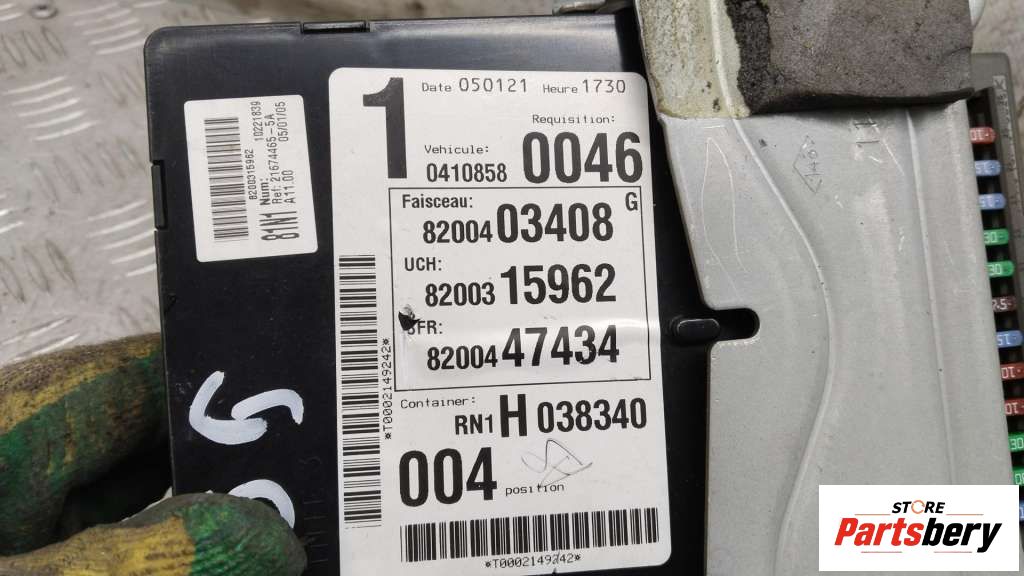 8200315962
10221839
Num:
Ref: 21674465-5A
A11.00 05/01/05
81N1
1
Date 050121 Heure 1730
Requisition:
Vehicule:
0410858 0046
Faisceau: G
82004 03408
UCH:
82003 15962
SFR:
82004 47434
Container:
RN1 H 038340
004 position
*T0002149242*
*T0002149242*
STORE
Partsbery